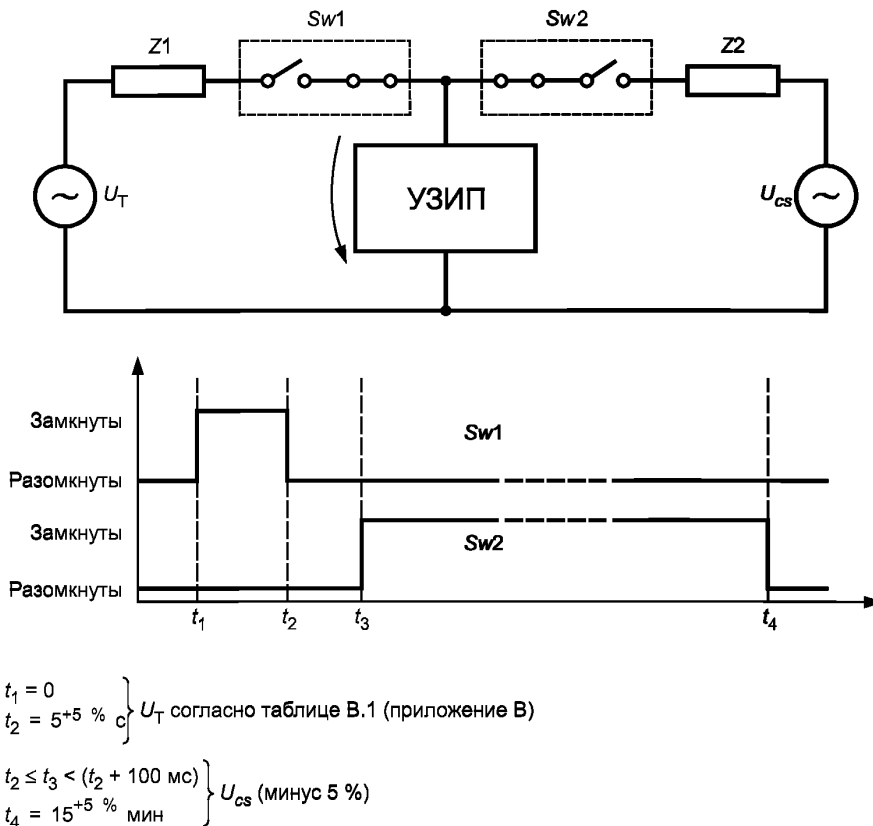 Sw1
Sw2
Z1
Z2
~
U_T
УЗИП
U_cs
~
Замкнуты
Sw1
Разомкнуты
Замкнуты
Sw2
Разомкнуты
t_1
t_2
t_3
t_4
t_1 = 0
t_2 = 5^{+5 %} с
U_T согласно таблице B.1 (приложение B)
t_2 ≤ t_3 < (t_2 + 100 мс)
t_4 = 15^{+5 %} мин
U_cs (минус 5 %)